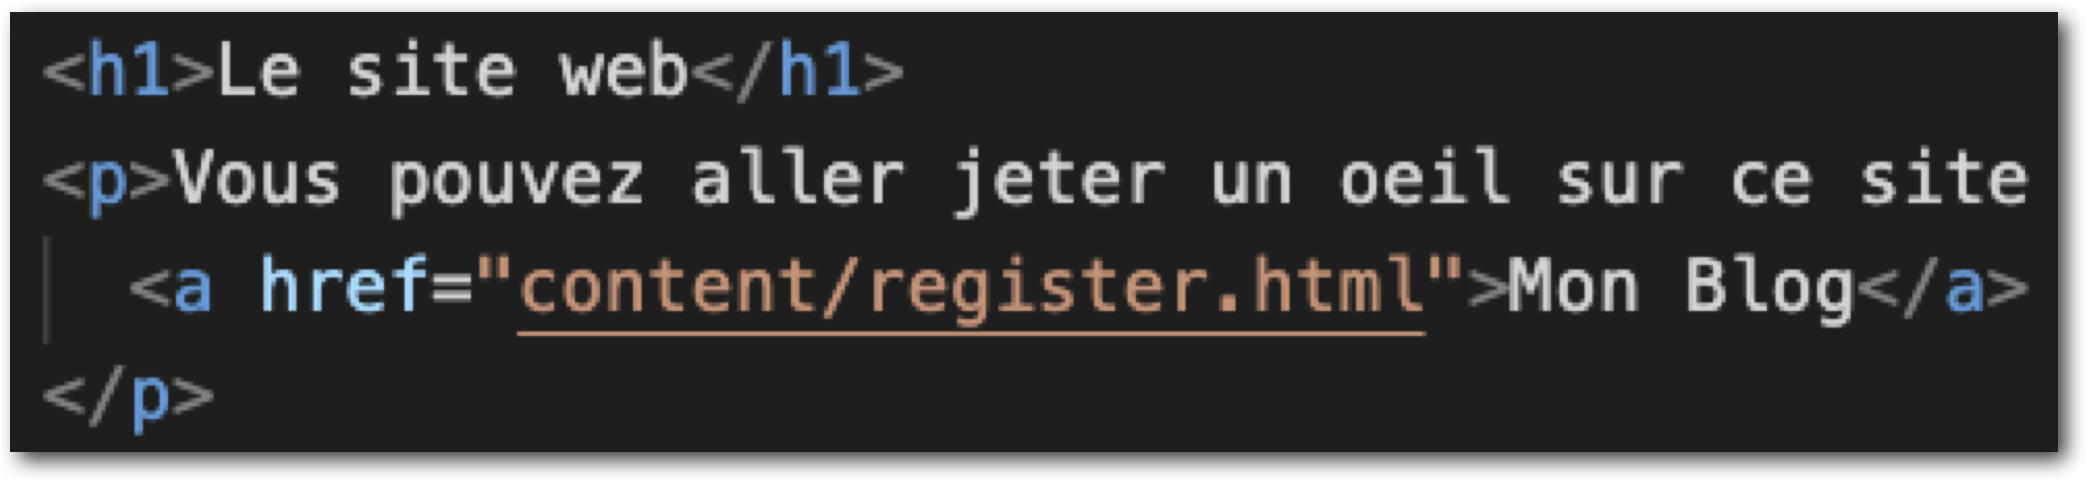 <h1>Le site web</h1>
<p>Vous pouvez aller jeter un oeil sur ce site
<a href="content/register.html">Mon Blog</a>
</p>